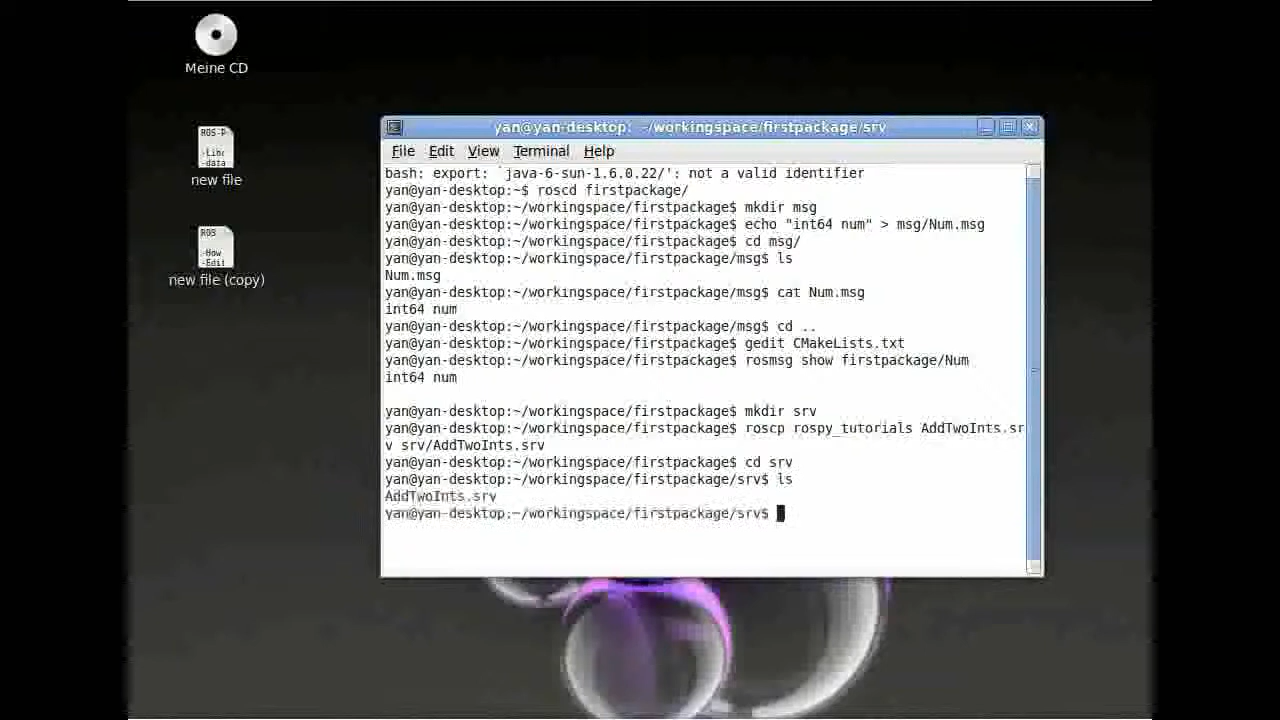 Meine CD
ROS-P
-Linc
-data
new file
ROS
-How
-Edit
new file (copy)
yan@yan-desktop: ~/workingspace/firstpackage/srv
File Edit View Terminal Help
bash: export: `java-6-sun-1.6.0.22/': not a valid identifier
yan@yan-desktop:~$ roscd firstpackage/
yan@yan-desktop:~/workingspace/firstpackage$ mkdir msg
yan@yan-desktop:~/workingspace/firstpackage$ echo "int64 num" > msg/Num.msg
yan@yan-desktop:~/workingspace/firstpackage$ cd msg/
yan@yan-desktop:~/workingspace/firstpackage/msg$ ls
Num.msg
yan@yan-desktop:~/workingspace/firstpackage/msg$ cat Num.msg
int64 num
yan@yan-desktop:~/workingspace/firstpackage/msg$ cd ..
yan@yan-desktop:~/workingspace/firstpackage$ gedit CMakeLists.txt
yan@yan-desktop:~/workingspace/firstpackage$ rosmsg show firstpackage/Num
int64 num
yan@yan-desktop:~/workingspace/firstpackage$ mkdir srv
yan@yan-desktop:~/workingspace/firstpackage$ roscp rospy_tutorials AddTwoInts.sr
v srv/AddTwoInts.srv
yan@yan-desktop:~/workingspace/firstpackage$ cd srv
yan@yan-desktop:~/workingspace/firstpackage/srv$ ls
AddTwoInts.srv
yan@yan-desktop:~/workingspace/firstpackage/srv$